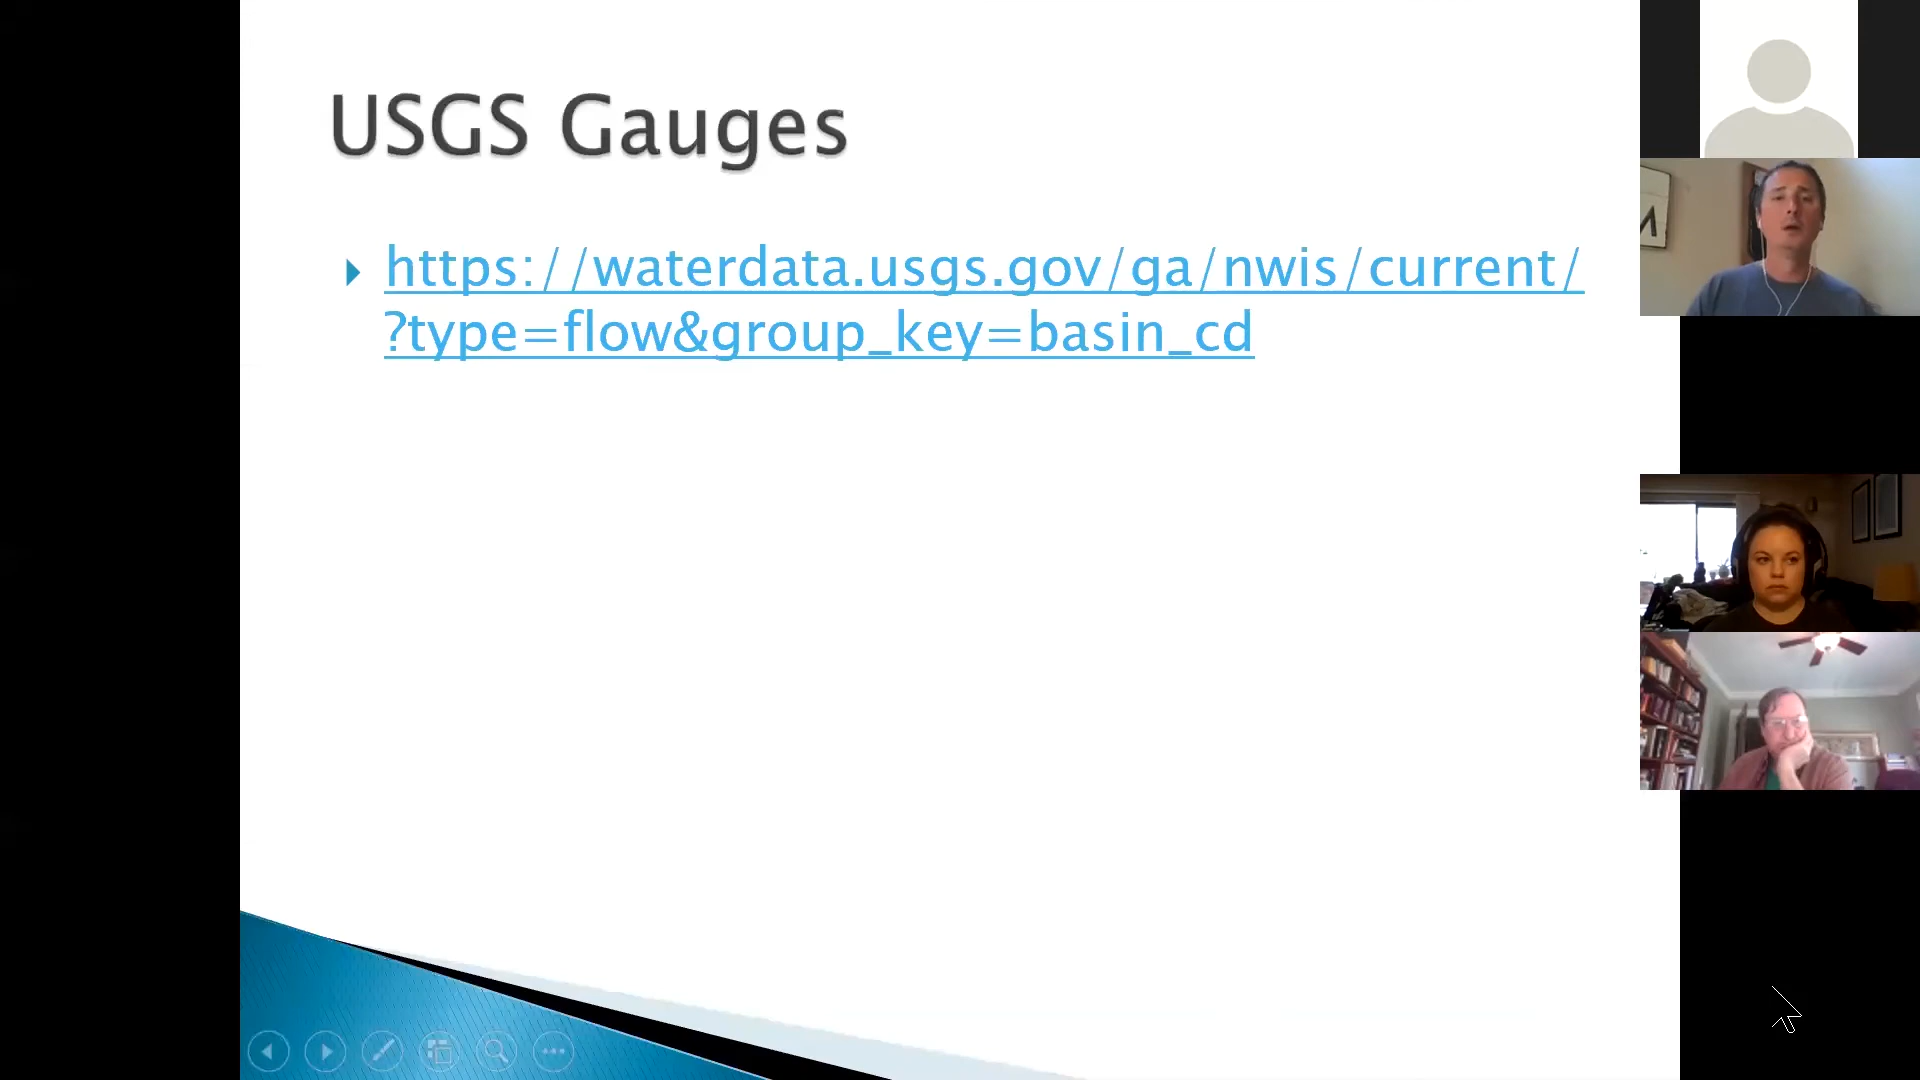 USGS Gauges
https://waterdata.usgs.gov/ga/nwis/current/
?type=flow&group_key=basin_cd